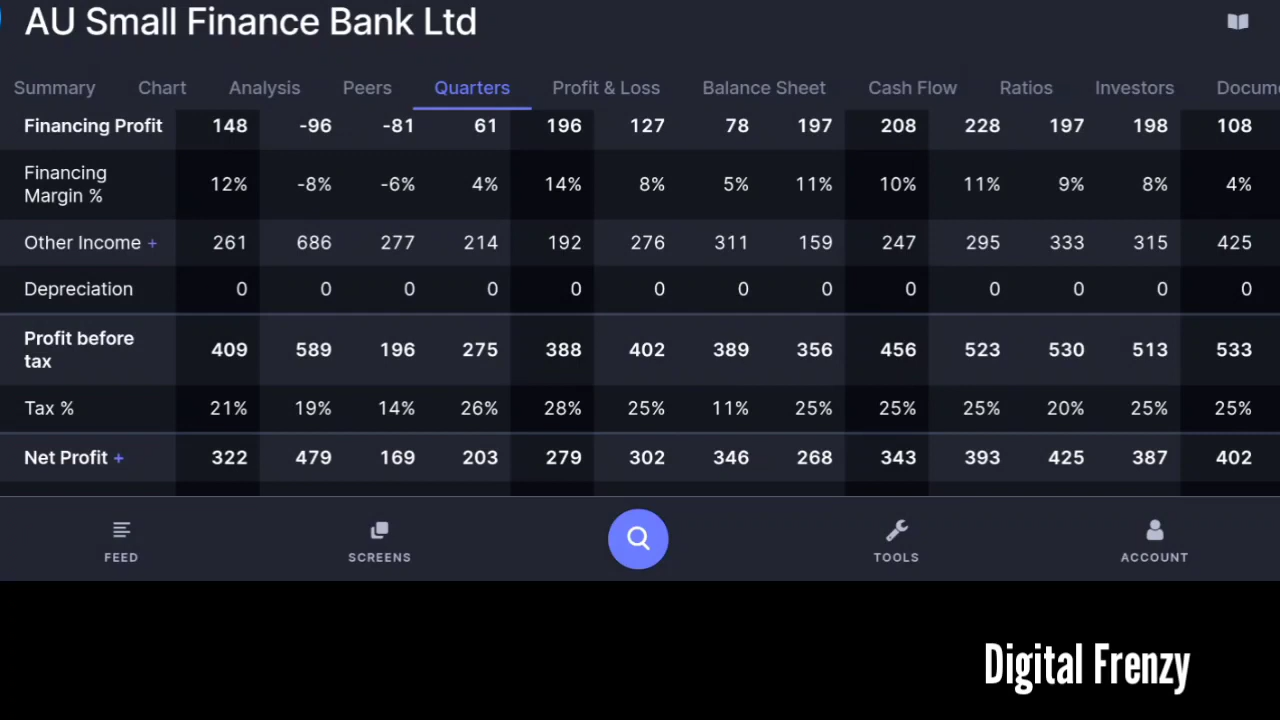 AU Small Finance Bank Ltd
Summary Chart Analysis Peers Quarters Profit & Loss Balance Sheet Cash Flow Ratios Investors Docume
Financing Profit 148 -96 -81 61 196 127 78 197 208 228 197 198 108
Financing
Margin % 12% -8% -6% 4% 14% 8% 5% 11% 10% 11% 9% 8% 4%
Other Income + 261 686 277 214 192 276 311 159 247 295 333 315 425
Depreciation 0 0 0 0 0 0 0 0 0 0 0 0 0
Profit before
tax 409 589 196 275 388 402 389 356 456 523 530 513 533
Tax % 21% 19% 14% 26% 28% 25% 11% 25% 25% 25% 20% 25% 25%
Net Profit + 322 479 169 203 279 302 346 268 343 393 425 387 402
FEED SCREENS TOOLS ACCOUNT
Digital Frenzy